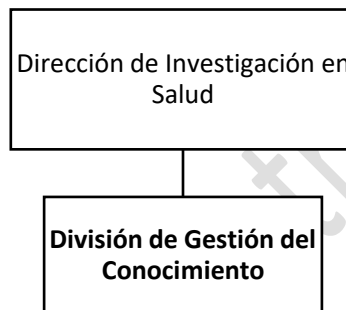 Dirección de Investigación en
Salud
División de Gestión del
Conocimiento